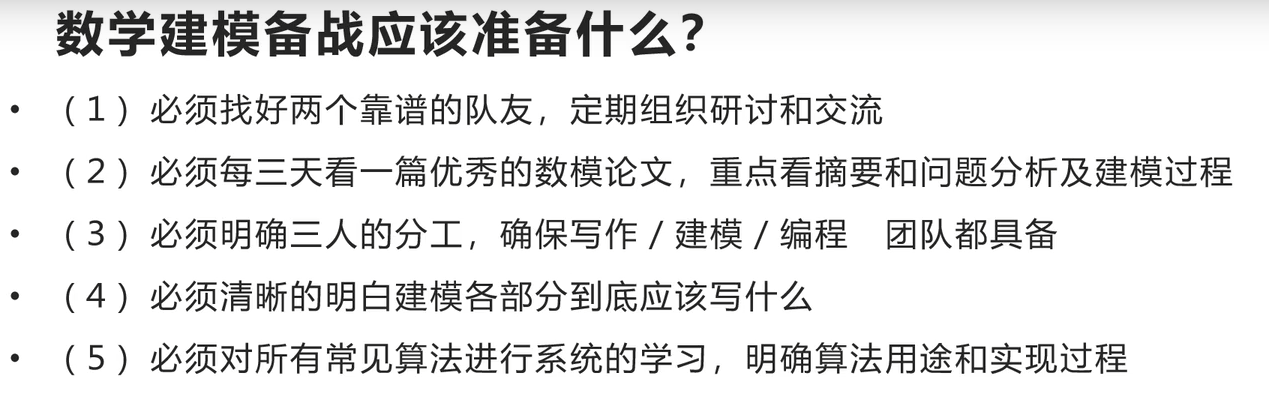 数学建模备战应该准备什么?
• （1）必须找好两个靠谱的队友，定期组织研讨和交流
• （2）必须每三天看一篇优秀的数模论文，重点看摘要和问题分析及建模过程
• （3）必须明确三人的分工，确保写作 / 建模 / 编程　团队都具备
• （4）必须清晰的明白建模各部分到底应该写什么
• （5）必须对所有常见算法进行系统的学习，明确算法用途和实现过程